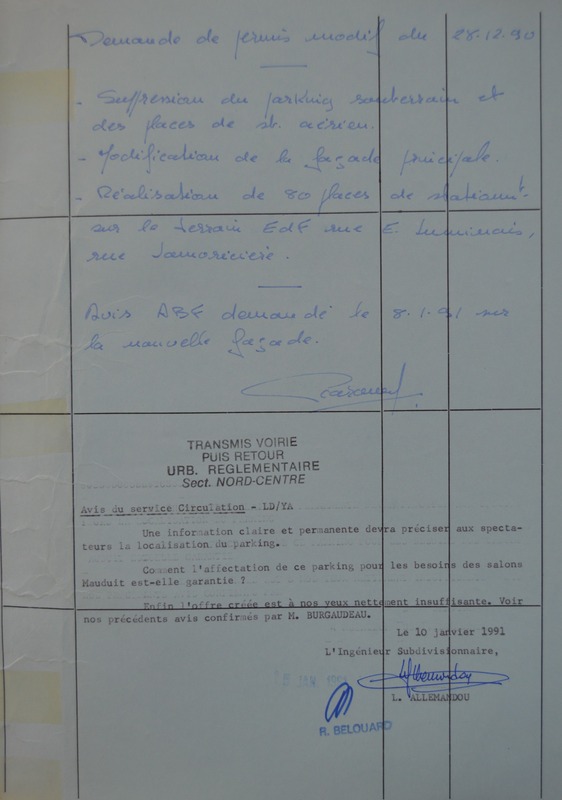 Demande de permis modif du 28.12.90
- Suppression du parking souterrain et
des places de st. aérien.
- Modification de la façade principale.
- Réalisation de 80 places de stationnt
sur le terrain EdF rue E. Luminais,
rue Lamoricière.
Avis ABF demandé le 8.1.91 sur
la nouvelle façade.
TRANSMIS VOIRIE
PUIS RETOUR
URB. REGLEMENTAIRE
Sect. NORD-CENTRE
Avis du service Circulation - LD/YA
Une information claire et permanente devra préciser aux specta-
teurs la localisation du parking.
Comment l'affectation de ce parking pour les besoins des salons
Mauduit est-elle garantie ?
Enfin l'offre créée est à nos yeux nettement insuffisante. Voir
nos précédents avis confirmés par M. BURGAUDEAU.
Le 10 janvier 1991
L'Ingénieur Subdivisionnaire,
L. ALLEMANDOU
R. BELOUARD